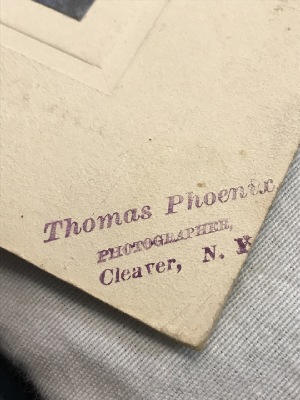 Thomas Phoenix
PHOTOGRAPHER,
Cleaver, N. Y